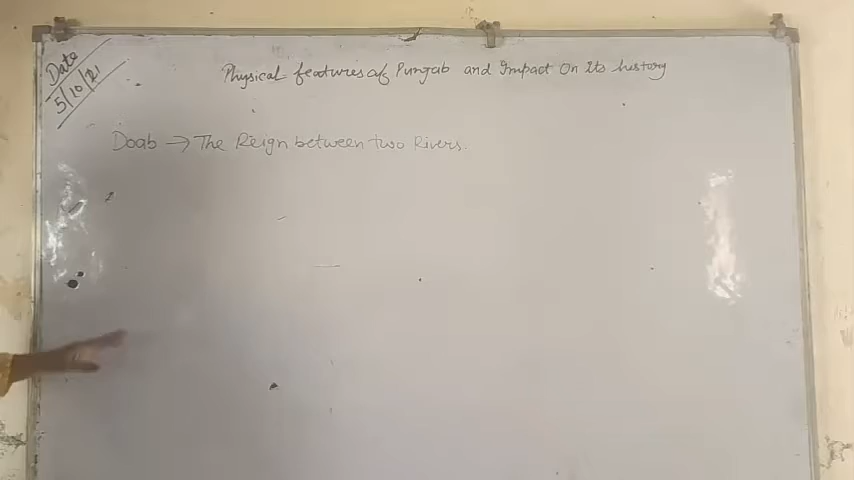 Date
5/10/21
Physical features of Punjab and Impact On Its history
Doab → The Reign between two Rivers.